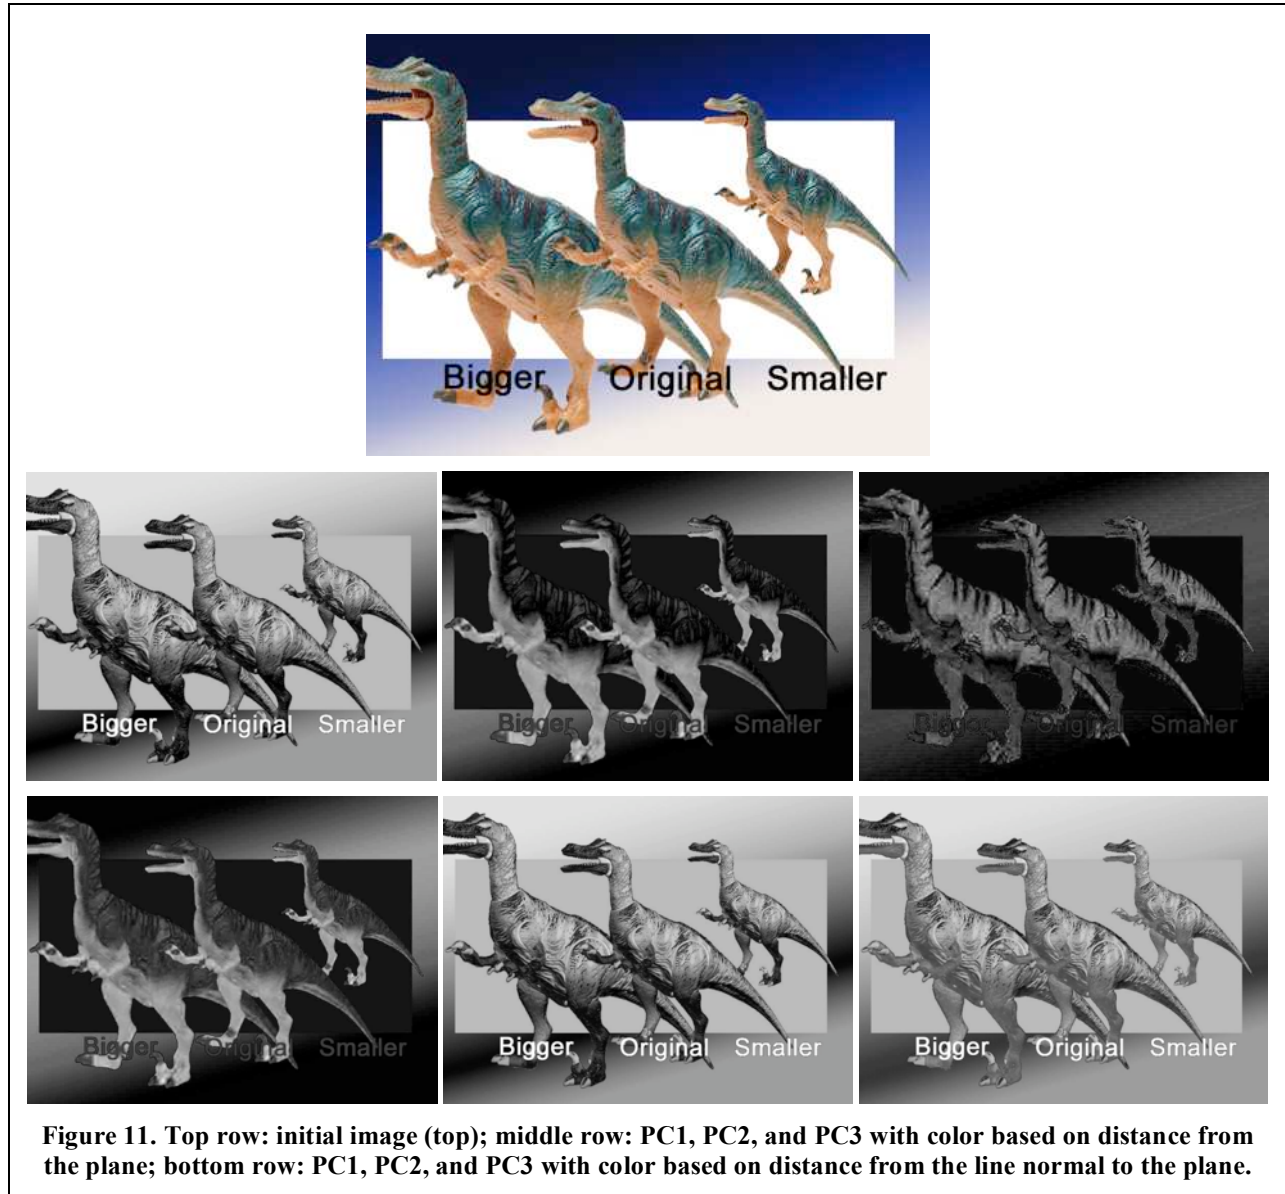 Bigger Original Smaller
Bigger Original Smaller
Bigger Original Smaller
Bigger Original Smaller
Bigger Original Smaller
Bigger Original Smaller
Bigger Original Smaller
Figure 11. Top row: initial image (top); middle row: PC1, PC2, and PC3 with color based on distance from
the plane; bottom row: PC1, PC2, and PC3 with color based on distance from the line normal to the plane.